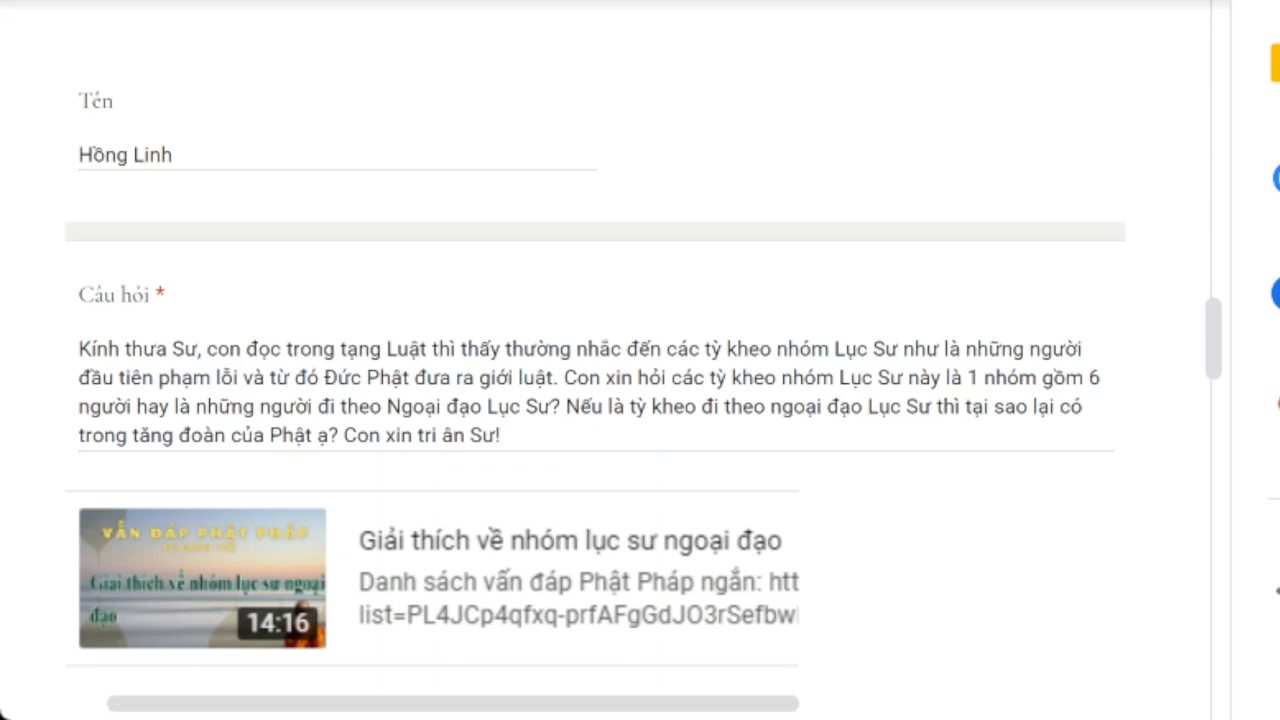 Tên
Hồng Linh
Câu hỏi *
Kính thưa Sư, con đọc trong tạng Luật thì thấy thường nhắc đến các tỳ kheo nhóm Lục Sư như là những người
đầu tiên phạm lỗi và từ đó Đức Phật đưa ra giới luật. Con xin hỏi các tỳ kheo nhóm Lục Sư này là 1 nhóm gồm 6
người hay là những người đi theo Ngoại đạo Lục Sư? Nếu là tỳ kheo đi theo ngoại đạo Lục Sư thì tại sao lại có
trong tăng đoàn của Phật ạ? Con xin tri ân Sư!
VẤN ĐÁP PHẬT PHÁP
Giải thích về nhóm lục sư ngoại
đạo
14:16
Giải thích về nhóm lục sư ngoại đạo
Danh sách vấn đáp Phật Pháp ngắn: htt
list=PL4JCp4qfxq-prfAFgGdJO3rSefbw